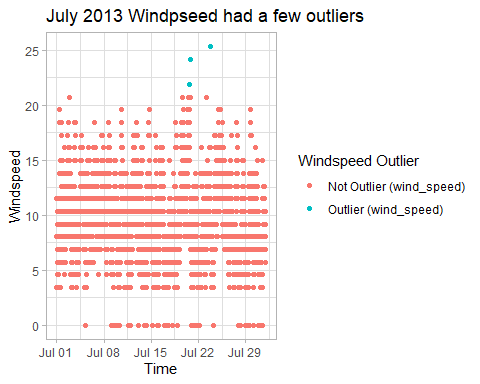 July 2013 Windpseed had a few outliers
25
20
15
10
5
0
Windspeed
Jul 01 Jul 08 Jul 15 Jul 22 Jul 29
Time
Windspeed Outlier
Not Outlier (wind_speed)
Outlier (wind_speed)